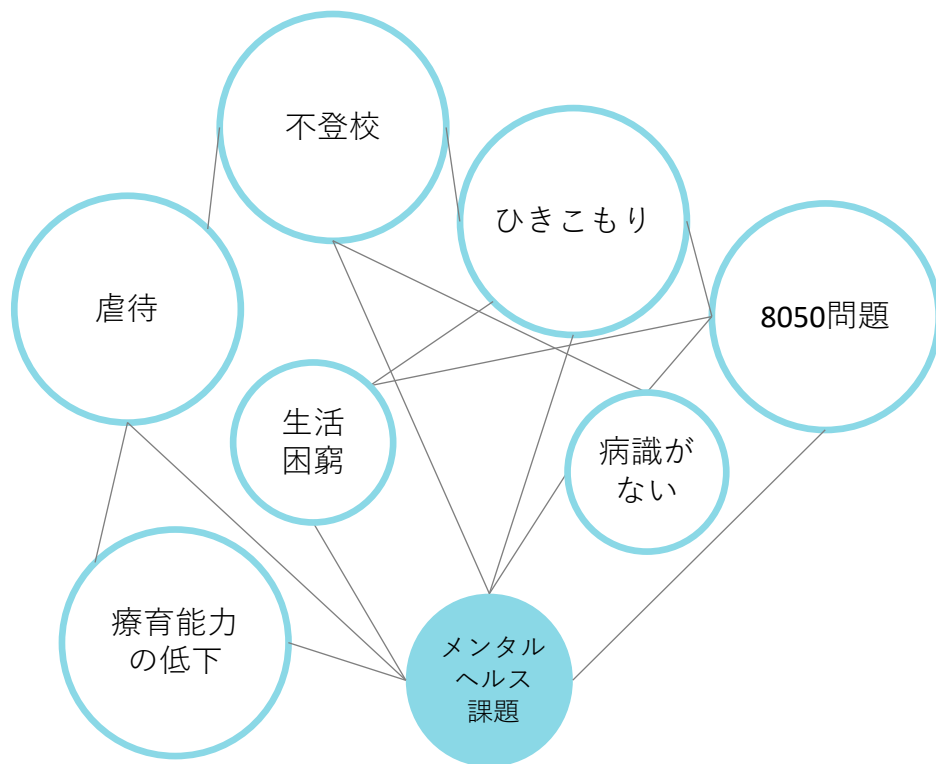 不登校
ひきこもり
虐待
8050問題
生活
困窮
病識が
ない
療育能力
の低下
メンタル
ヘルス
課題